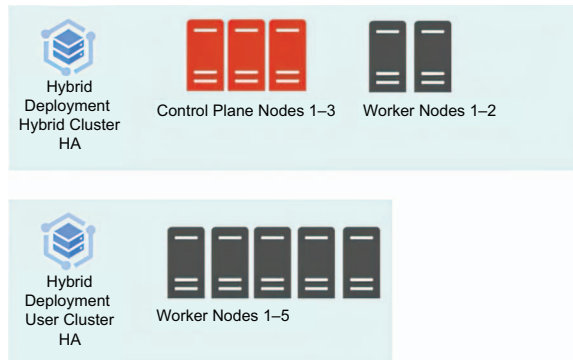 Hybrid
Deployment
Hybrid Cluster
HA
Control Plane Nodes 1–3
Worker Nodes 1–2
Hybrid
Deployment
User Cluster
HA
Worker Nodes 1–5